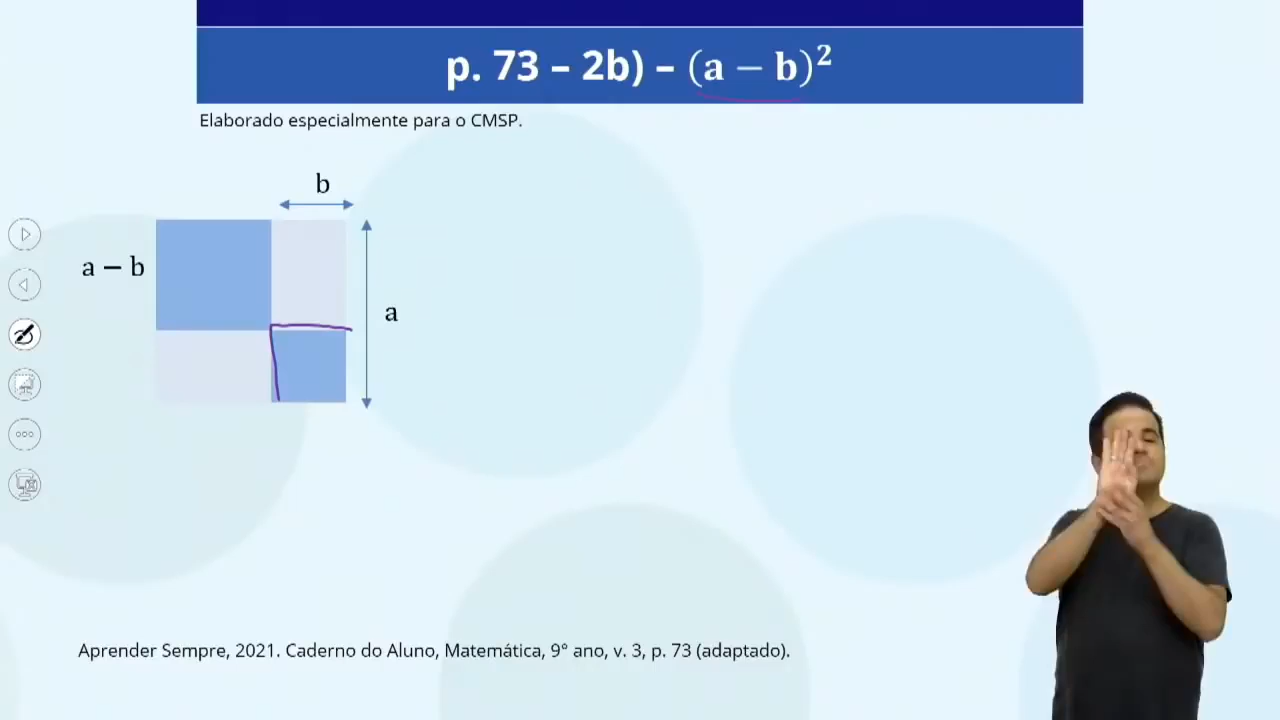 p. 73 – 2b) – (a − b)²
Elaborado especialmente para o CMSP.
b
a − b
a
Aprender Sempre, 2021. Caderno do Aluno, Matemática, 9° ano, v. 3, p. 73 (adaptado).